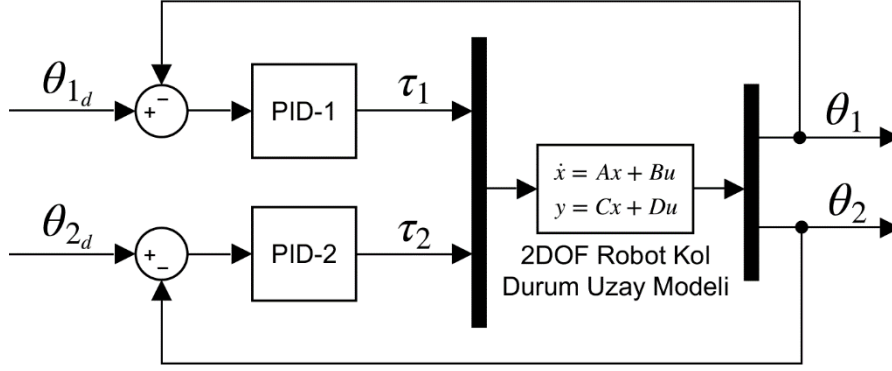 θ1d
+ −
PID-1
τ1
θ1
ẋ = Ax + Bu
y = Cx + Du
θ2d
+
−
PID-2
τ2
θ2
2DOF Robot Kol
Durum Uzay Modeli